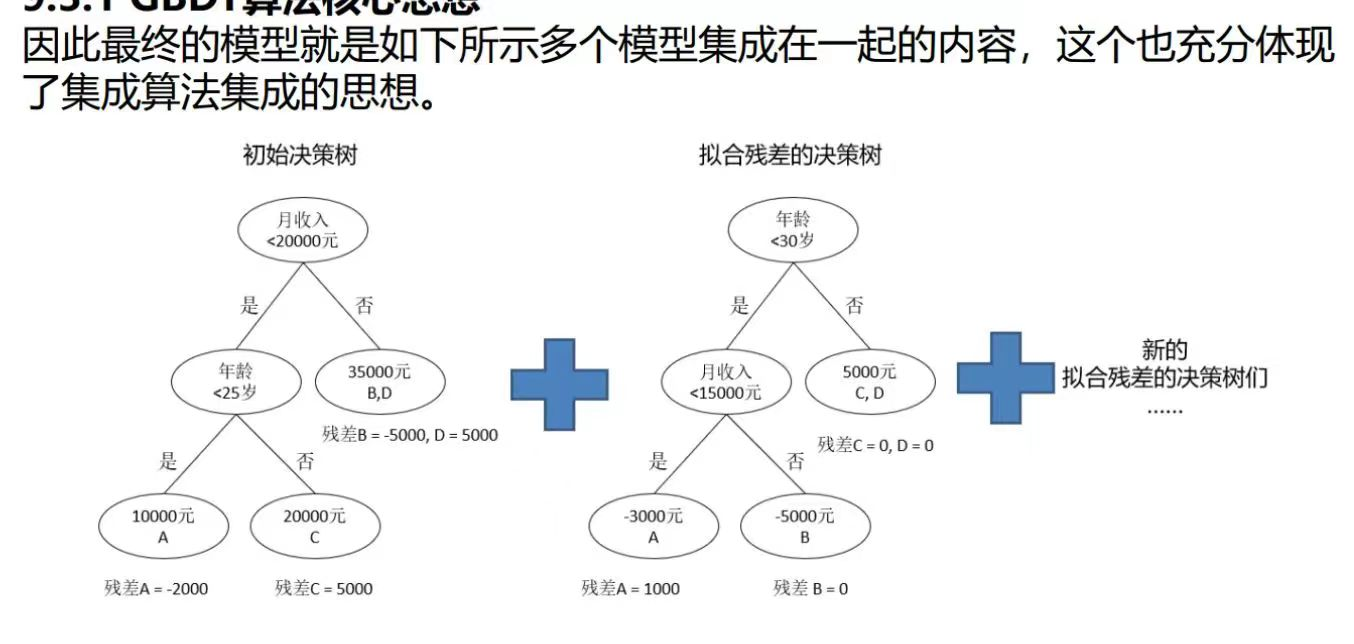 9.3.1 GBDT算法核心思想
因此最终的模型就是如下所示多个模型集成在一起的内容，这个也充分体现
了集成算法集成的思想。
初始决策树
拟合残差的决策树
月收入
<20000元
年龄
<30岁
是
否
是
否
年龄
<25岁
35000元
B,D
月收入
<15000元
5000元
C, D
新的
拟合残差的决策树们
······
残差B = -5000, D = 5000
残差C = 0, D = 0
是
否
是
否
10000元
A
20000元
C
-3000元
A
-5000元
B
残差A = -2000
残差C = 5000
残差A = 1000
残差 B = 0